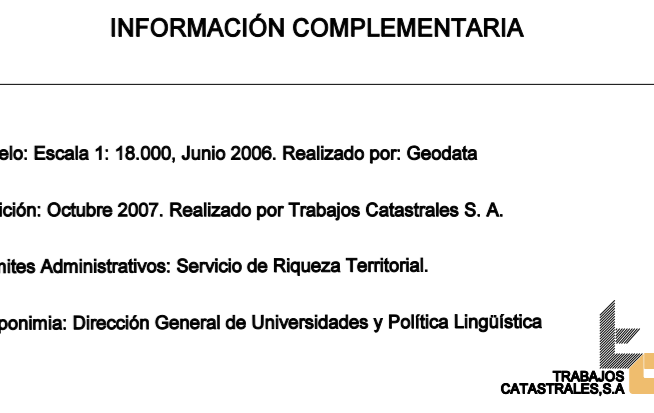 INFORMACIÓN COMPLEMENTARIA
elo: Escala 1: 18.000, Junio 2006. Realizado por: Geodata
ición: Octubre 2007. Realizado por Trabajos Catastrales S. A.
nites Administrativos: Servicio de Riqueza Territorial.
ponimia: Dirección General de Universidades y Política Lingüística
TRABAJOS
CATASTRALES,S.A